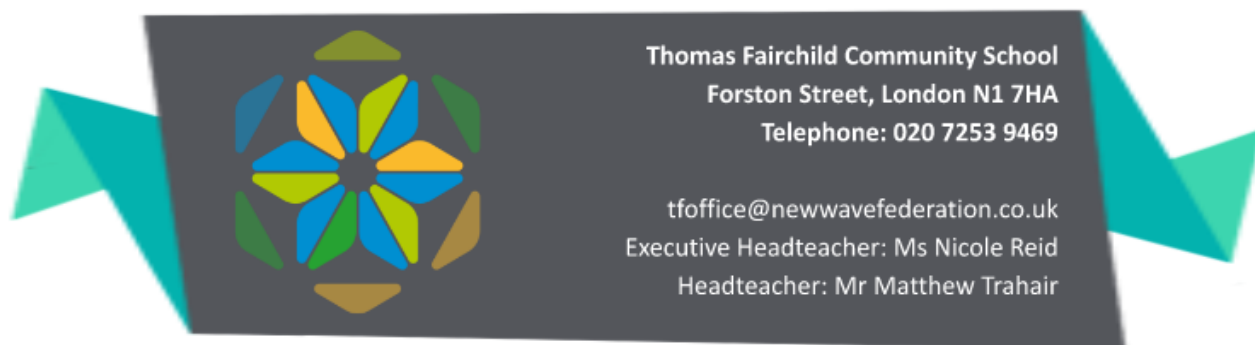 Thomas Fairchild Community School
Forston Street, London N1 7HA
Telephone: 020 7253 9469
tfoffice@newwavefederation.co.uk
Executive Headteacher: Ms Nicole Reid
Headteacher: Mr Matthew Trahair